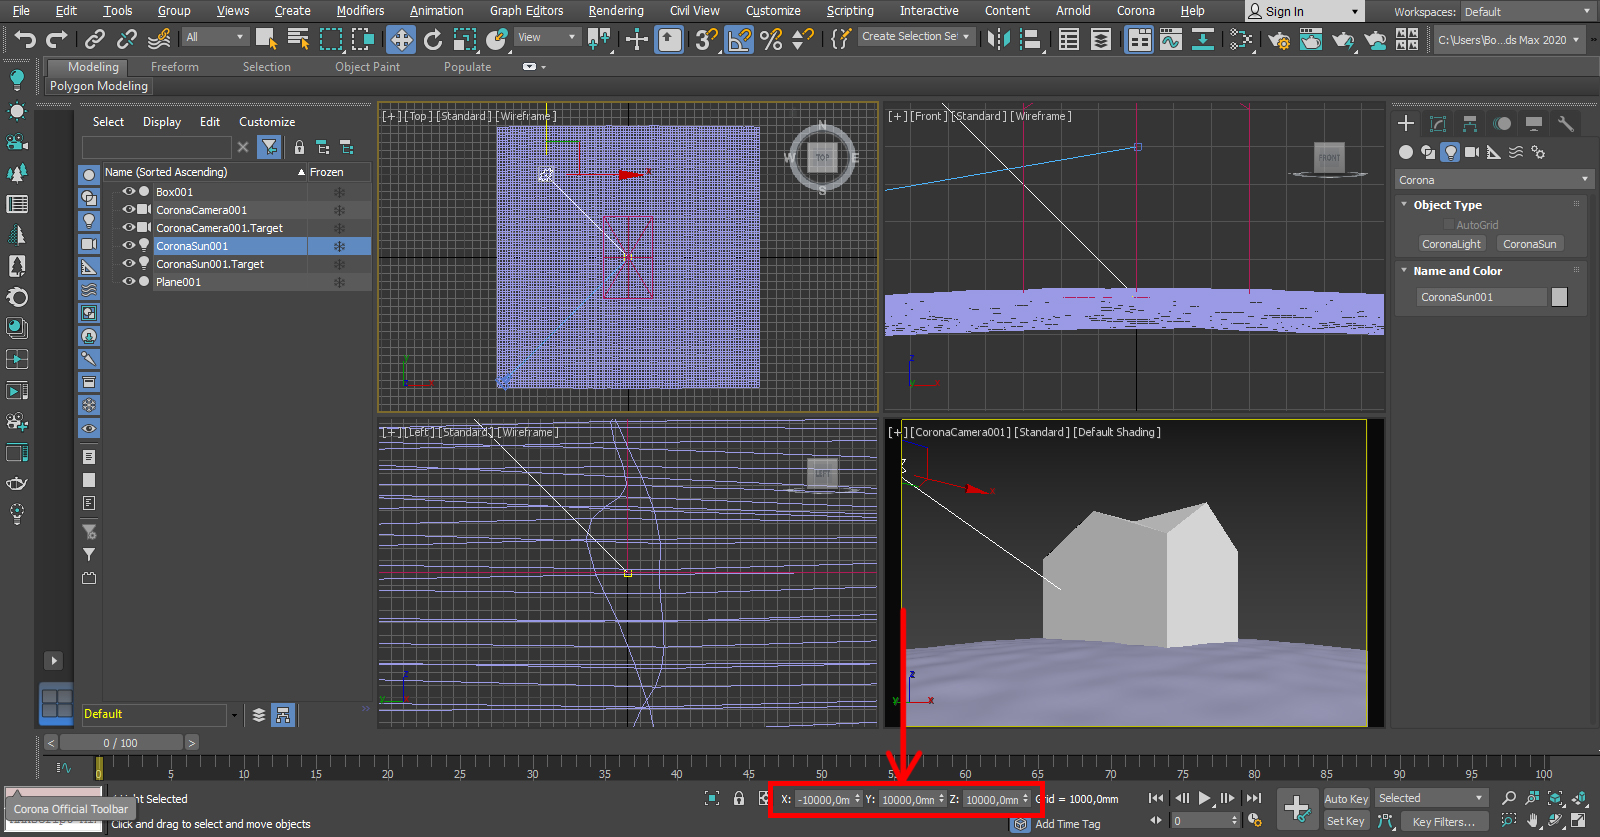 File Edit Tools Group Views Create Modifiers Animation Graph Editors Rendering Civil View Customize Scripting Interactive Content Arnold Corona Help Sign In Workspaces: Default
All View Create Selection Se C:\Users\Bo...ds Max 2020
Modeling Freeform Selection Object Paint Populate
Polygon Modeling
Select Display Edit Customize
Name (Sorted Ascending) Frozen
Box001
CoronaCamera001
CoronaCamera001.Target
CoronaSun001
CoronaSun001.Target
Plane001
Default
[+] [Top] [Standard] [Wireframe]
N
W TOP E
S
x
y
z
[+] [Front] [Standard] [Wireframe]
FRONT
z
y x
[+] [Left] [Standard] [Wireframe]
LEFT
z
y x
[+] [CoronaCamera001] [Standard] [Default Shading]
Z
x
z
y x
Corona
Object Type
AutoGrid
CoronaLight CoronaSun
Name and Color
CoronaSun001
< 0 / 100 >
0 5 10 15 20 25 30 35 40 45 50 55 60 65 70 75 80 85 90 95 100
Corona Official Toolbar
ht Selected
Click and drag to select and move objects
X: -10000,0m Y: 10000,0mn Z: 10000,0mn Grid = 1000,0mm
Add Time Tag
0
Auto Key Selected
Set Key Key Filters...